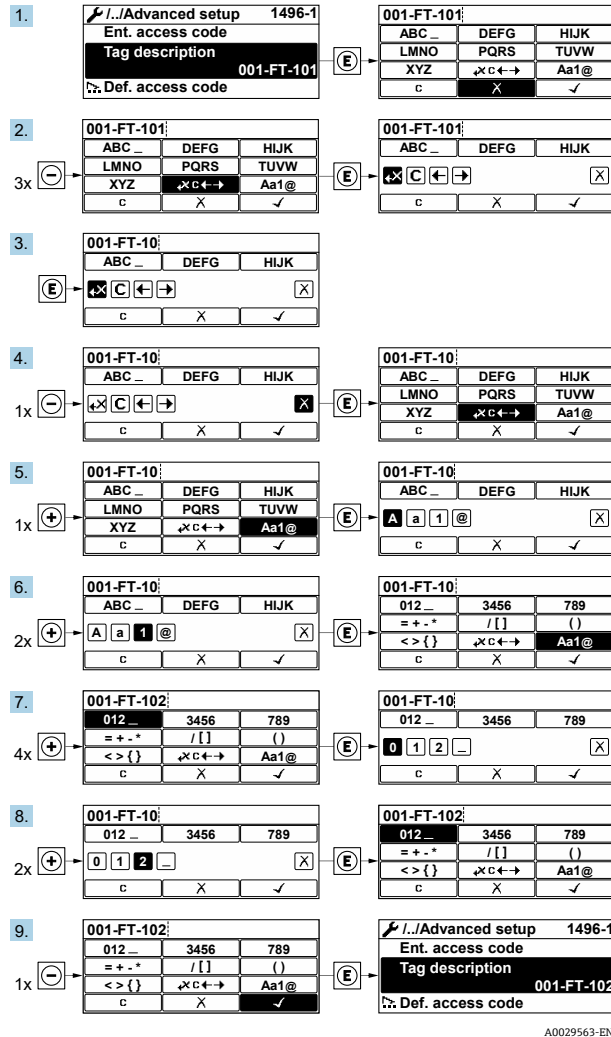 1.
/../Advanced setup 1496-1
Ent. access code
Tag description
001-FT-101
Def. access code
E
001-FT-101
ABC _ DEFG HIJK
LMNO PQRS TUVW
XYZ ↵X C ← → Aa1@
C X ✓
2.
3x −
001-FT-101
ABC _ DEFG HIJK
LMNO PQRS TUVW
XYZ ↵X C ← → Aa1@
C X ✓
E
001-FT-101
ABC _ DEFG HIJK
↵X C ← → X
C X ✓
3.
E
001-FT-10
ABC _ DEFG HIJK
↵X C ← → X
C X ✓
4.
1x −
001-FT-10
ABC _ DEFG HIJK
↵X C ← → X
C X ✓
E
001-FT-10
ABC _ DEFG HIJK
LMNO PQRS TUVW
XYZ ↵X C ← → Aa1@
C X ✓
5.
1x +
001-FT-10
ABC _ DEFG HIJK
LMNO PQRS TUVW
XYZ ↵X C ← → Aa1@
C X ✓
E
001-FT-10
ABC _ DEFG HIJK
A a 1 @ X
C X ✓
6.
2x +
001-FT-10
ABC _ DEFG HIJK
A a 1 @ X
C X ✓
E
001-FT-10
012 _ 3456 789
= + - * / [ ] ( )
< > { } ↵X C ← → Aa1@
C X ✓
7.
4x +
001-FT-102
012 _ 3456 789
= + - * / [ ] ( )
< > { } ↵X C ← → Aa1@
C X ✓
E
001-FT-10
012 _ 3456 789
0 1 2 _ X
C X ✓
8.
2x +
001-FT-10
012 _ 3456 789
0 1 2 _ X
C X ✓
E
001-FT-102
012 _ 3456 789
= + - * / [ ] ( )
< > { } ↵X C ← → Aa1@
C X ✓
9.
1x −
001-FT-102
012 _ 3456 789
= + - * / [ ] ( )
< > { } ↵X C ← → Aa1@
C X ✓
E
/../Advanced setup 1496-1
Ent. access code
Tag description
001-FT-102
Def. access code
A0029563-EN